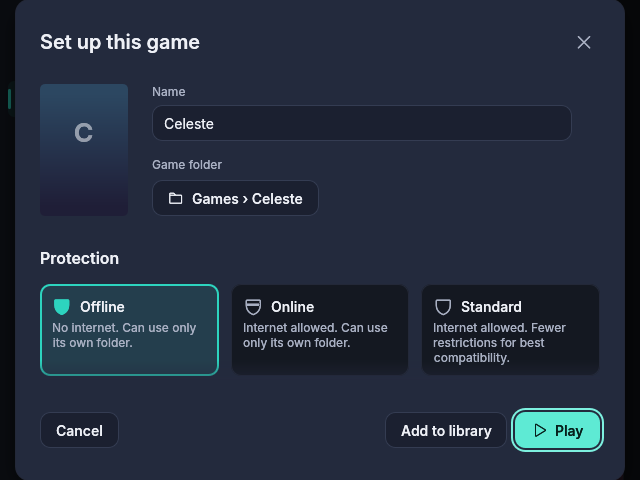 Set up this game
C
Name
Celeste
Game folder
Games › Celeste
Protection
Offline
No internet. Can use only
its own folder.
Online
Internet allowed. Can use
only its own folder.
Standard
Internet allowed. Fewer
restrictions for best
compatibility.
Cancel
Add to library
Play